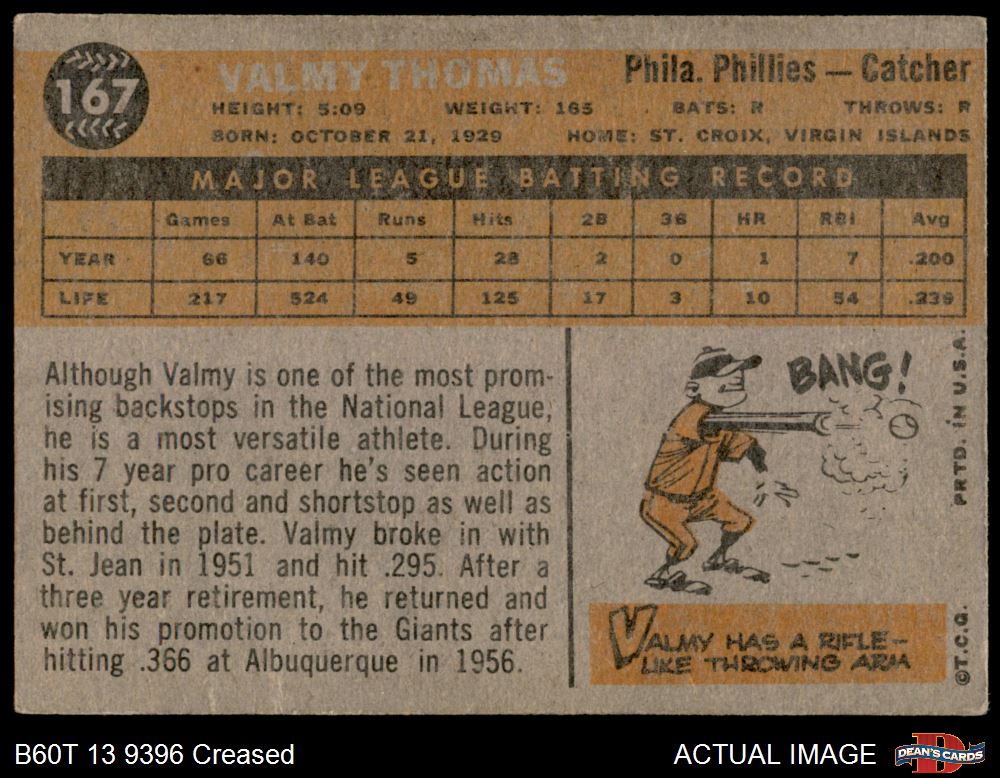 167
VALMY THOMAS
Phila. Phillies — Catcher
HEIGHT: 5:09 WEIGHT: 165 BATS: R THROWS: R
BORN: OCTOBER 21, 1929 HOME: ST. CROIX, VIRGIN ISLANDS
MAJOR LEAGUE BATTING RECORD
Games At Bat Runs Hits 2B 3B HR RBI Avg
YEAR 66 140 5 28 2 0 1 7 .200
LIFE 217 524 49 125 17 3 10 54 .239
Although Valmy is one of the most prom-
ising backstops in the National League,
he is a most versatile athlete. During
his 7 year pro career he's seen action
at first, second and shortstop as well as
behind the plate. Valmy broke in with
St. Jean in 1951 and hit .295. After a
three year retirement, he returned and
won his promotion to the Giants after
hitting .366 at Albuquerque in 1956.
BANG!
VALMY HAS A RIFLE-
LIKE THROWING ARM
©T.C.G. PRTD. IN U.S.A.
B60T 13 9396 Creased
ACTUAL IMAGE
DEAN'S CARDS